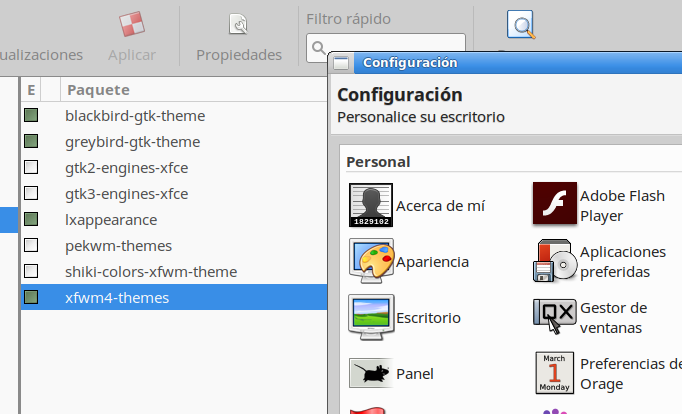 ualizaciones
Aplicar
Propiedades
Filtro rápido
E
Paquete
blackbird-gtk-theme
greybird-gtk-theme
gtk2-engines-xfce
gtk3-engines-xfce
lxappearance
pekwm-themes
shiki-colors-xfwm-theme
xfwm4-themes
Configuración
Configuración
Personalice su escritorio
Personal
Acerca de mí
1829102
Adobe Flash
Player
Apariencia
Aplicaciones
preferidas
Escritorio
Gestor de
ventanas
Panel
March
1
Monday
Preferencias de
Orage